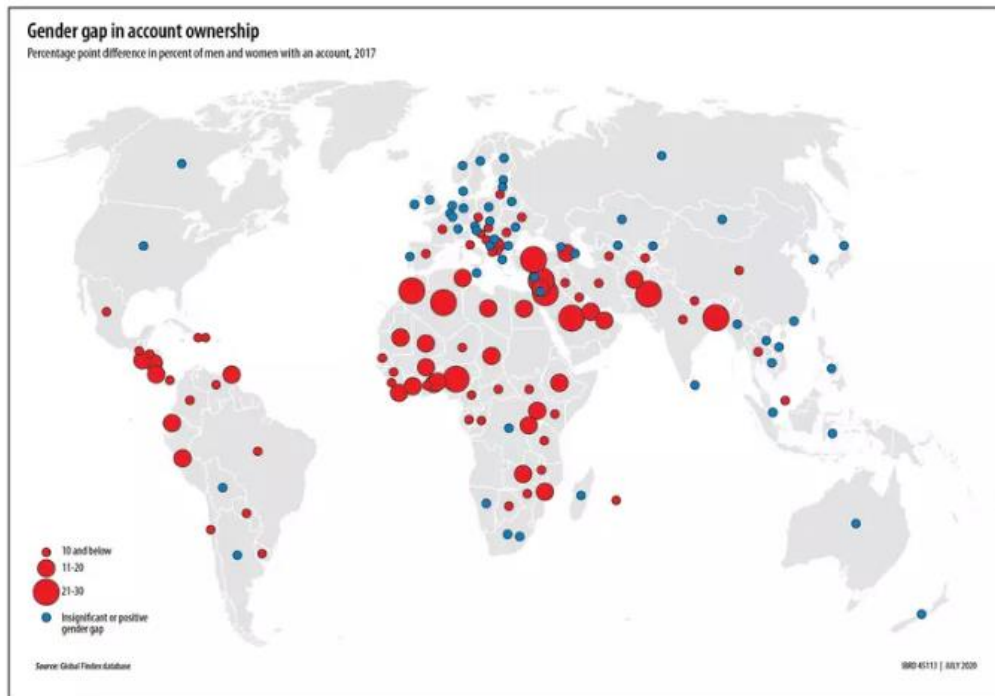 Gender gap in account ownership
Percentage point difference in percent of men and women with an account, 2017
10 and below
11-20
21-30
Insignificant or positive
gender gap
Source: Global Findex database
IBRD 45113 | JULY 2020